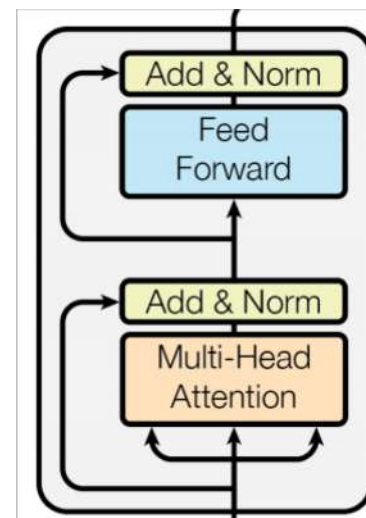 Add & Norm
Feed
Forward
Add & Norm
Multi-Head
Attention